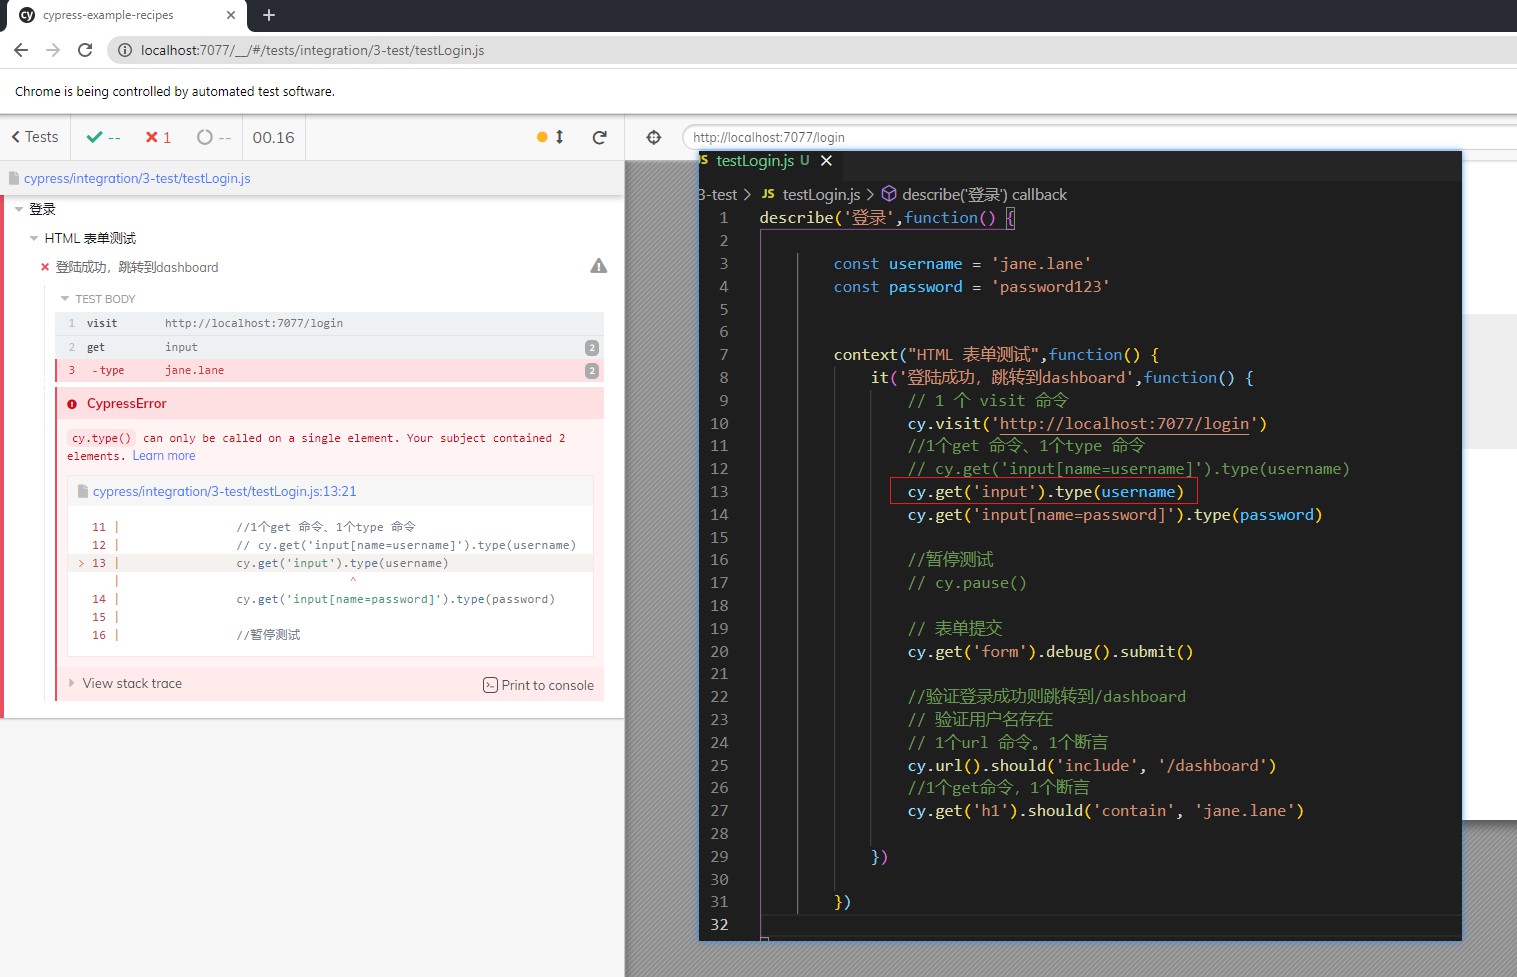 cypress-example-recipes
localhost:7077/__/#/tests/integration/3-test/testLogin.js
Chrome is being controlled by automated test software.
Tests -- 1 -- 00.16
http://localhost:7077/login
cypress/integration/3-test/testLogin.js
登录
HTML 表单测试
登陆成功，跳转到dashboard
TEST BODY
1 visit http://localhost:7077/login
2 get input 2
3 -type jane.lane 2
CypressError
cy.type() can only be called on a single element. Your subject contained 2
elements. Learn more
cypress/integration/3-test/testLogin.js:13:21
11 | //1个get 命令、1个type 命令
12 | // cy.get('input[name=username]').type(username)
> 13 | cy.get('input').type(username)
| ^
14 | cy.get('input[name=password]').type(password)
15 |
16 | //暂停测试
View stack trace
Print to console
JS testLogin.js U
3-test > JS testLogin.js > describe('登录') callback
1 describe('登录',function() {
2
3 const username = 'jane.lane'
4 const password = 'password123'
5
6
7 context("HTML 表单测试",function() {
8 it('登陆成功，跳转到dashboard',function() {
9 // 1 个 visit 命令
10 cy.visit('http://localhost:7077/login')
11 //1个get 命令、1个type 命令
12 // cy.get('input[name=username]').type(username)
13 cy.get('input').type(username)
14 cy.get('input[name=password]').type(password)
15
16 //暂停测试
17 // cy.pause()
18
19 // 表单提交
20 cy.get('form').debug().submit()
21
22 //验证登录成功则跳转到/dashboard
23 // 验证用户名存在
24 // 1个url 命令。1个断言
25 cy.url().should('include', '/dashboard')
26 //1个get命令，1个断言
27 cy.get('h1').should('contain', 'jane.lane')
28
29 })
30
31 })
32